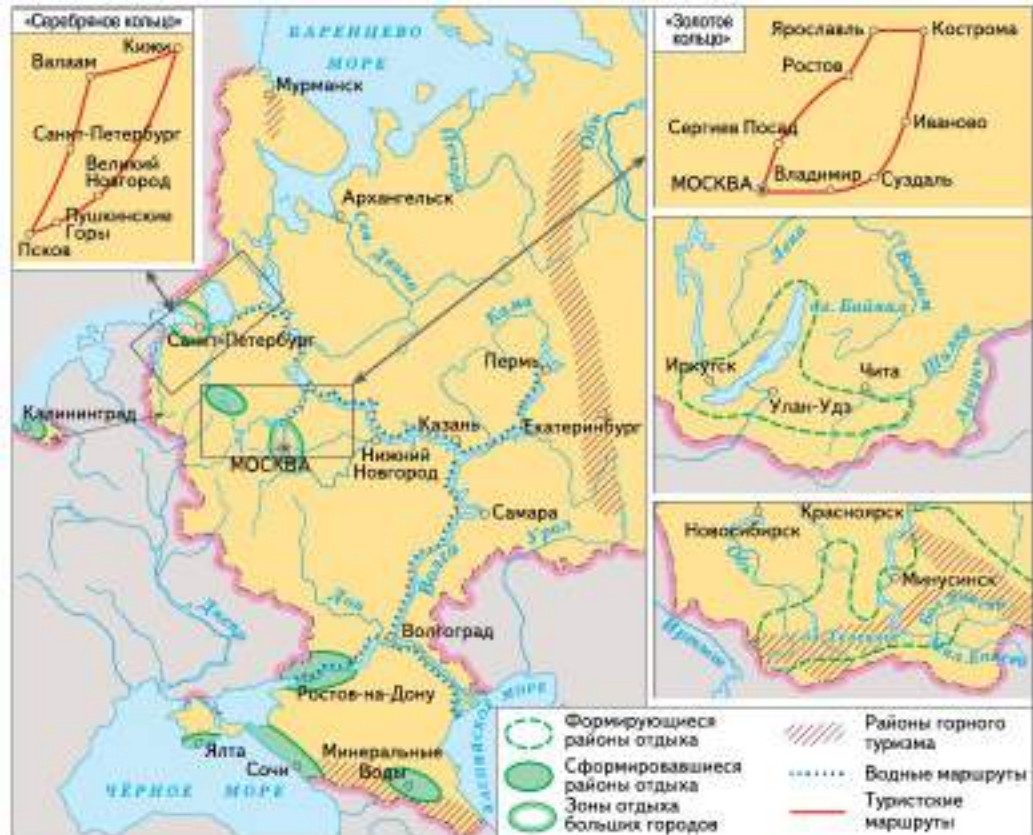 «Серебряное кольцо»
Кижи
Валаам
Санкт-Петербург
Великий
Новгород
Пушкинские
Горы
Псков
БАРЕНЦЕВО
МОРЕ
Мурманск
Печора
Обь
Архангельск
Сев. Двина
Санкт-Петербург
Кама
Пермь
Калининград
Казань
Екатеринбург
МОСКВА
Нижний
Новгород
Самара
Урал
Волга
Дон
Днепр
Волгоград
Ростов-на-Дону
Ялта
Сочи
Минеральные
Воды
ЧЁРНОЕ МОРЕ
КАСПИЙСКОЕ МОРЕ
«Золотое
кольцо»
Ярославль
Кострома
Ростов
Сергиев Посад
Иваново
МОСКВА
Владимир
Суздаль
Лена
Витим
оз. Байкал
Иркутск
Чита
Шилка
Улан-Удэ
Аргунь
Красноярск
Новосибирск
Обь
Минусинск
Иртыш
Формирующиеся
районы отдыха
Сформировавшиеся
районы отдыха
Зоны отдыха
больших городов
Районы горного
туризма
Водные маршруты
Туристские
маршруты